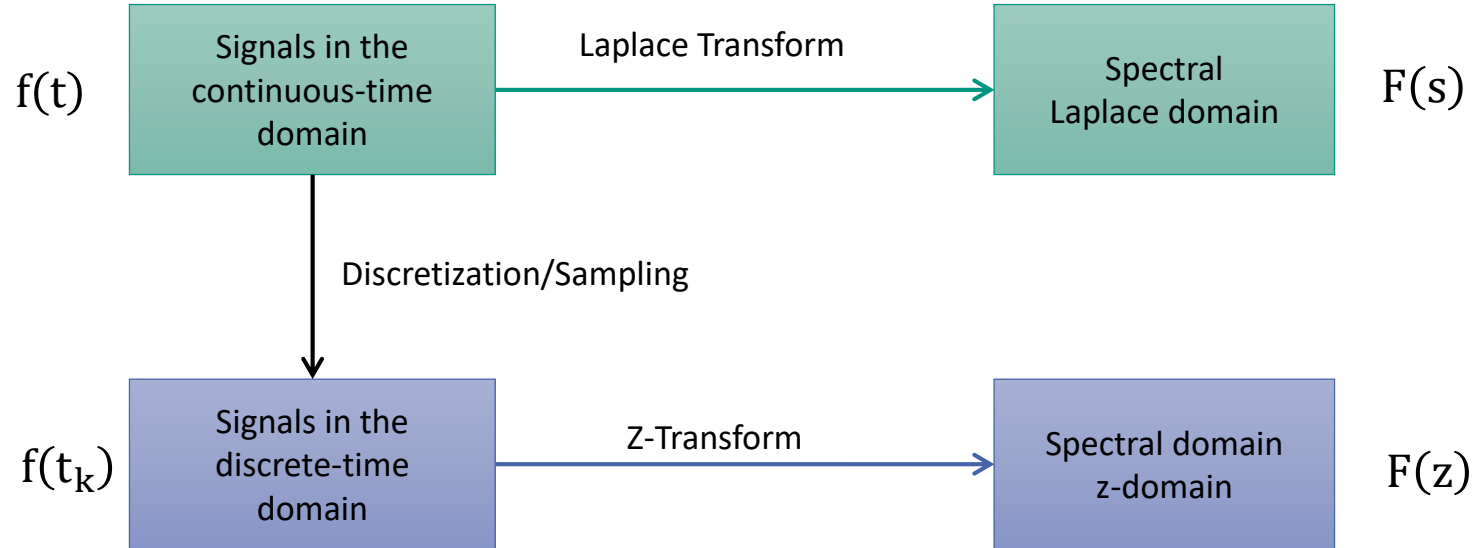 f(t)
Signals in the
continuous-time
domain
Laplace Transform
Spectral
Laplace domain
F(s)
Discretization/Sampling
f(tₖ)
Signals in the
discrete-time
domain
Z-Transform
Spectral domain
z-domain
F(z)